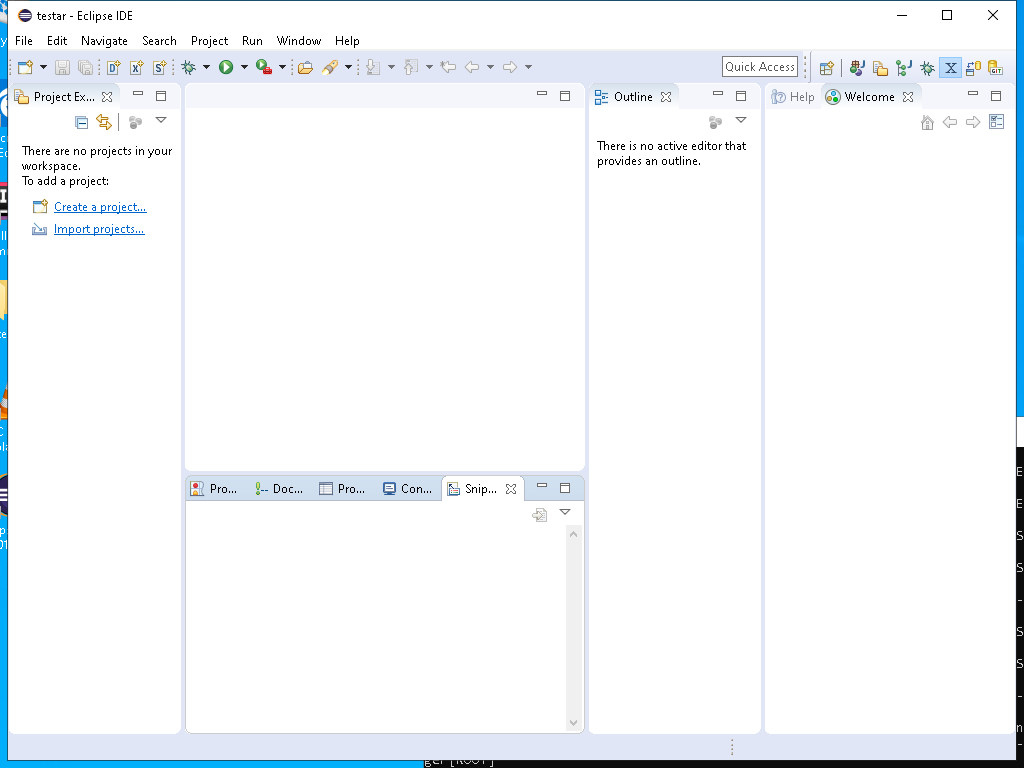 testar - Eclipse IDE
File Edit Navigate Search Project Run Window Help
Quick Access
Project Ex...
Outline
Help
Welcome
There are no projects in your
workspace.
To add a project:
Create a project...
Import projects...
There is no active editor that
provides an outline.
Pro...
Doc...
Pro...
Con...
Snip...